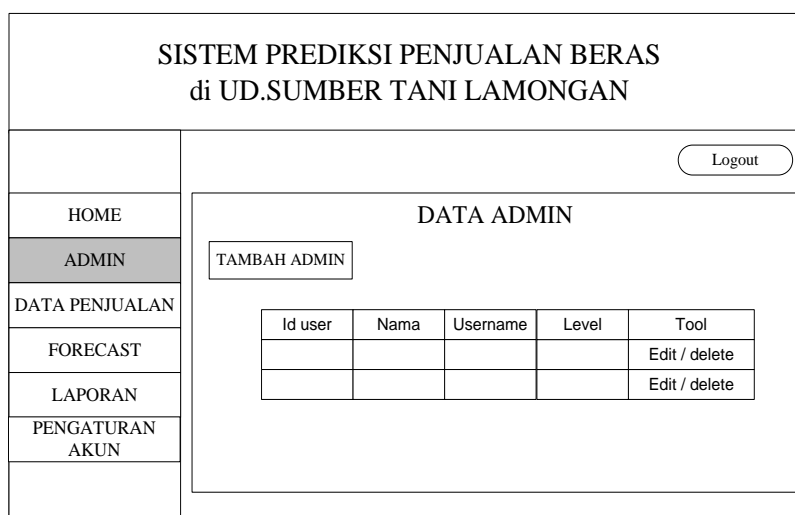 SISTEM PREDIKSI PENJUALAN BERAS
di UD.SUMBER TANI LAMONGAN
Logout
HOME
ADMIN
DATA PENJUALAN
FORECAST
LAPORAN
PENGATURAN
AKUN
DATA ADMIN
TAMBAH ADMIN
Id user Nama Username Level Tool
Edit / delete
Edit / delete